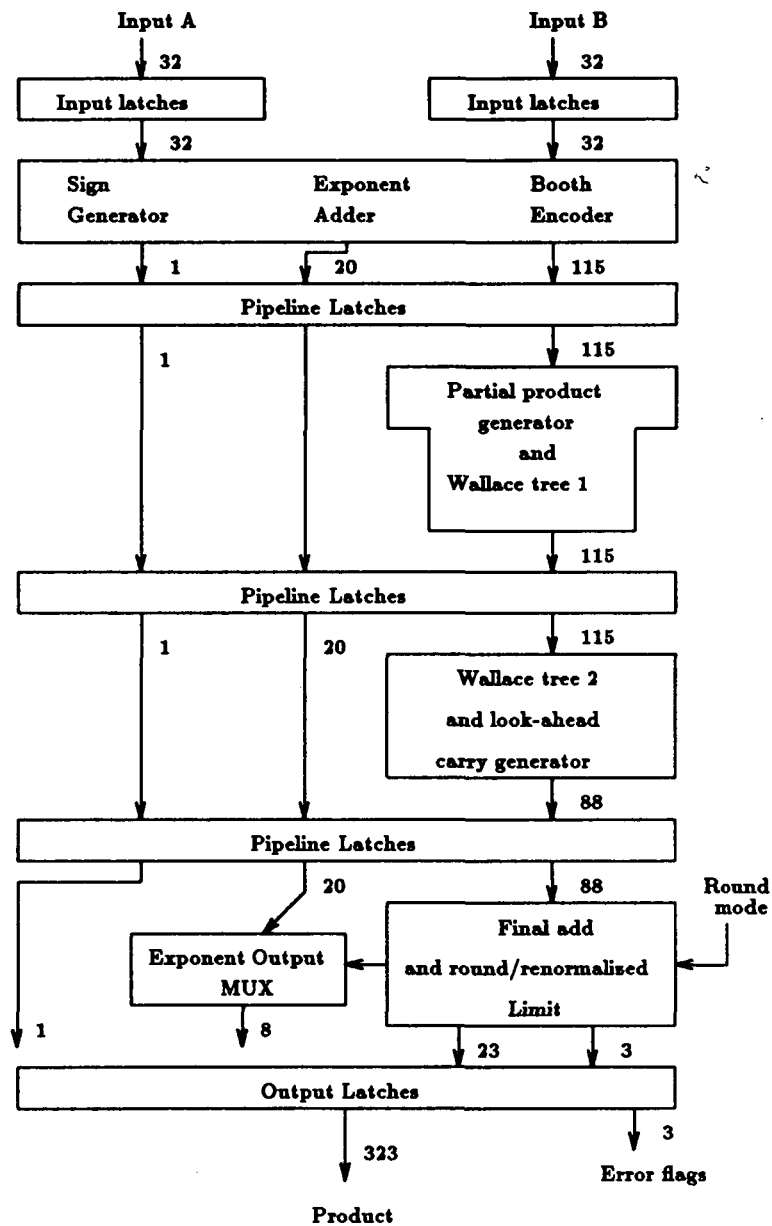 Input A
Input B
32
32
Input latches
Input latches
32
32
Sign
Generator
Exponent
Adder
Booth
Encoder
1
20
115
Pipeline Latches
1
115
Partial product
generator
and
Wallace tree 1
115
Pipeline Latches
1
20
115
Wallace tree 2
and look-ahead
carry generator
88
Pipeline Latches
20
88
Round
mode
Exponent Output
MUX
Final add
and round/renormalized
Limit
1
8
23
3
Output Latches
323
3
Error flags
Product